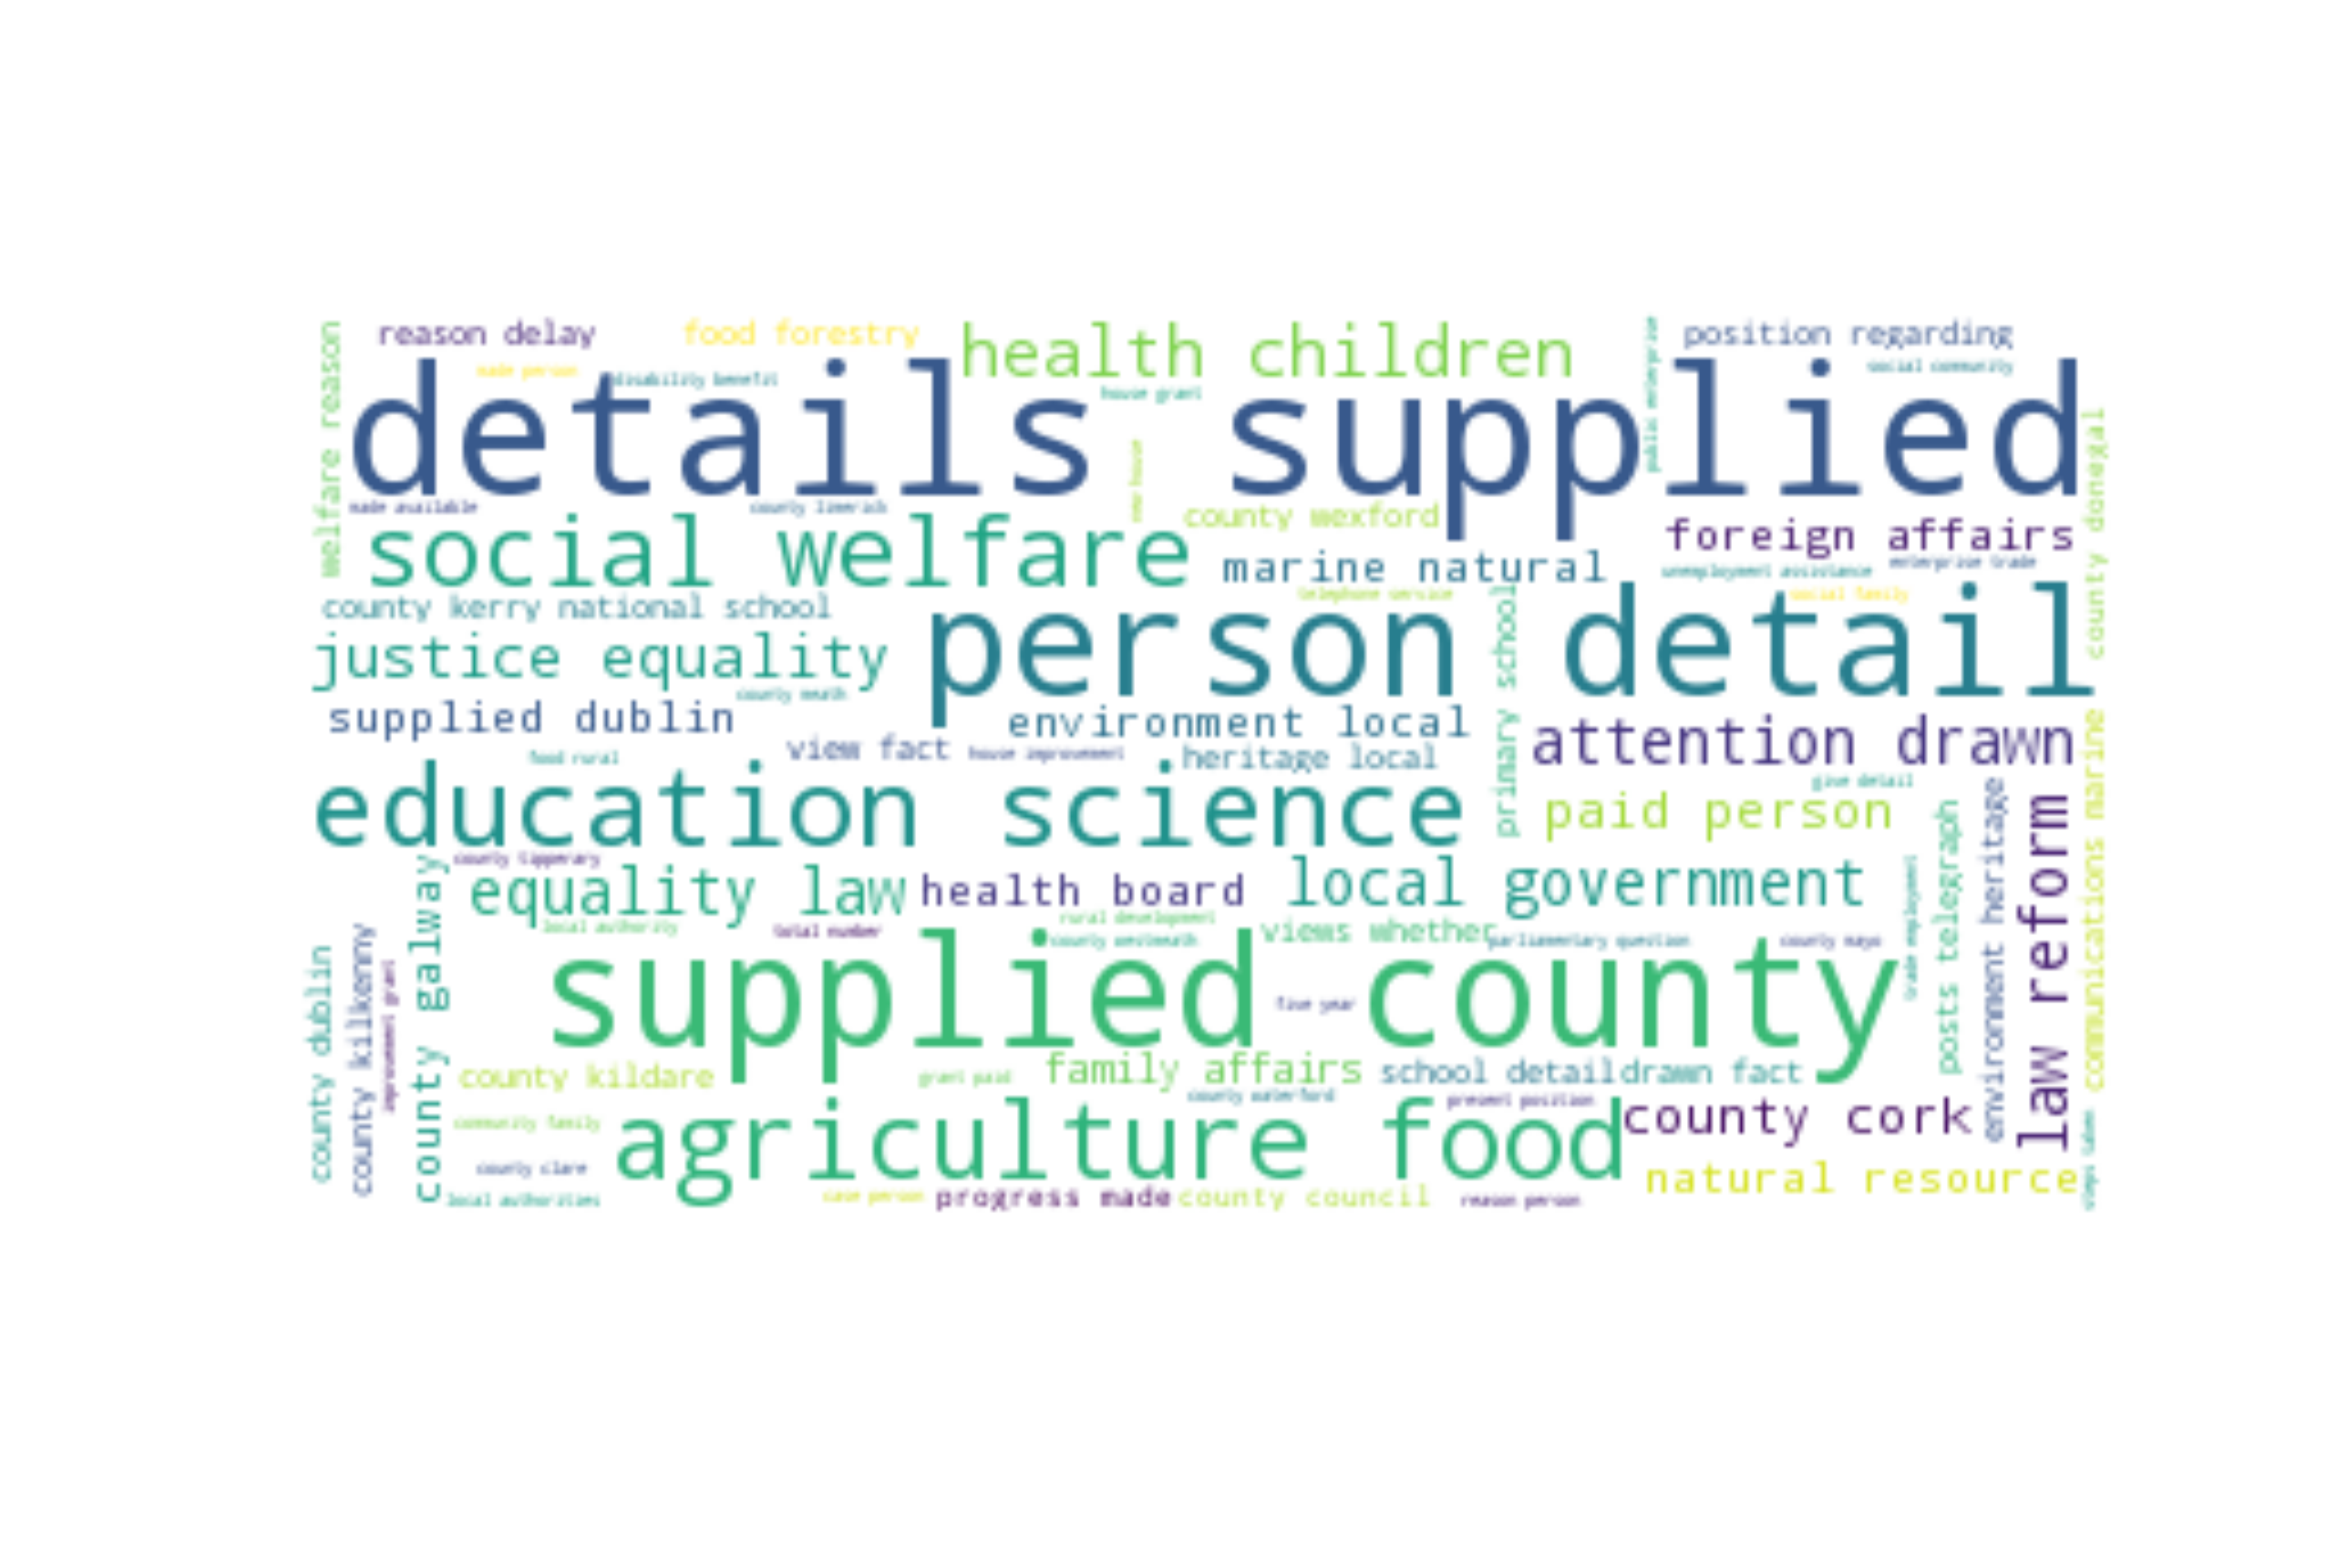 reason delay
food forestry
health children
position regarding
made person
disability benefit
social community
house grant
public enterprise
welfare reason
details supplied
new house
county donegal
made available
county limerick
county wexford
foreign affairs
social welfare
marine natural
unemployment assistance
enterprise trade
county kerry
national school
telephone service
social family
person detail
justice equality
primary school
county meath
supplied dublin
environment local
attention drawn
view fact
house improvement
heritage local
food rural
education science
give detail
paid person
communications marine
county tipperary
equality law
health board
local government
posts telegraph
environment heritage
law reform
trade employment
local authority
total number
rural development
county westmeath
views whether
parliamentary question
county mayo
county dublin
county kilkenny
improvement grant
county galway
supplied county
five year
county kildare
grant paid
family affairs
school detail
drawn fact
county waterford
present position
community family
agriculture food
county cork
county clare
natural resource
steps taken
local authorities
case person
progress made
county council
reason person